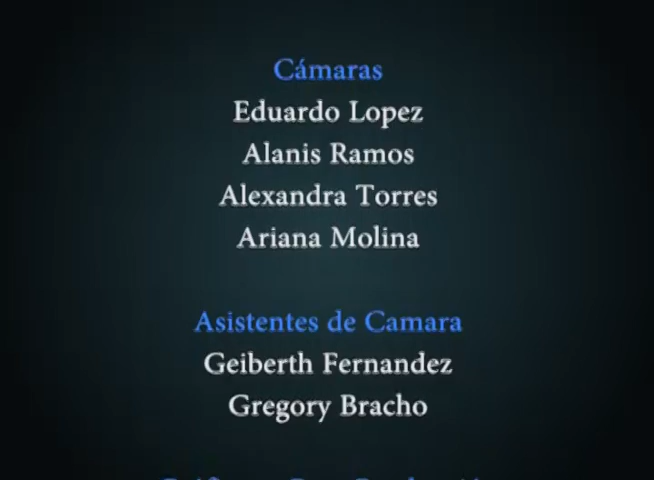 Cámaras
Eduardo Lopez
Alanis Ramos
Alexandra Torres
Ariana Molina
Asistentes de Camara
Geiberth Fernandez
Gregory Bracho